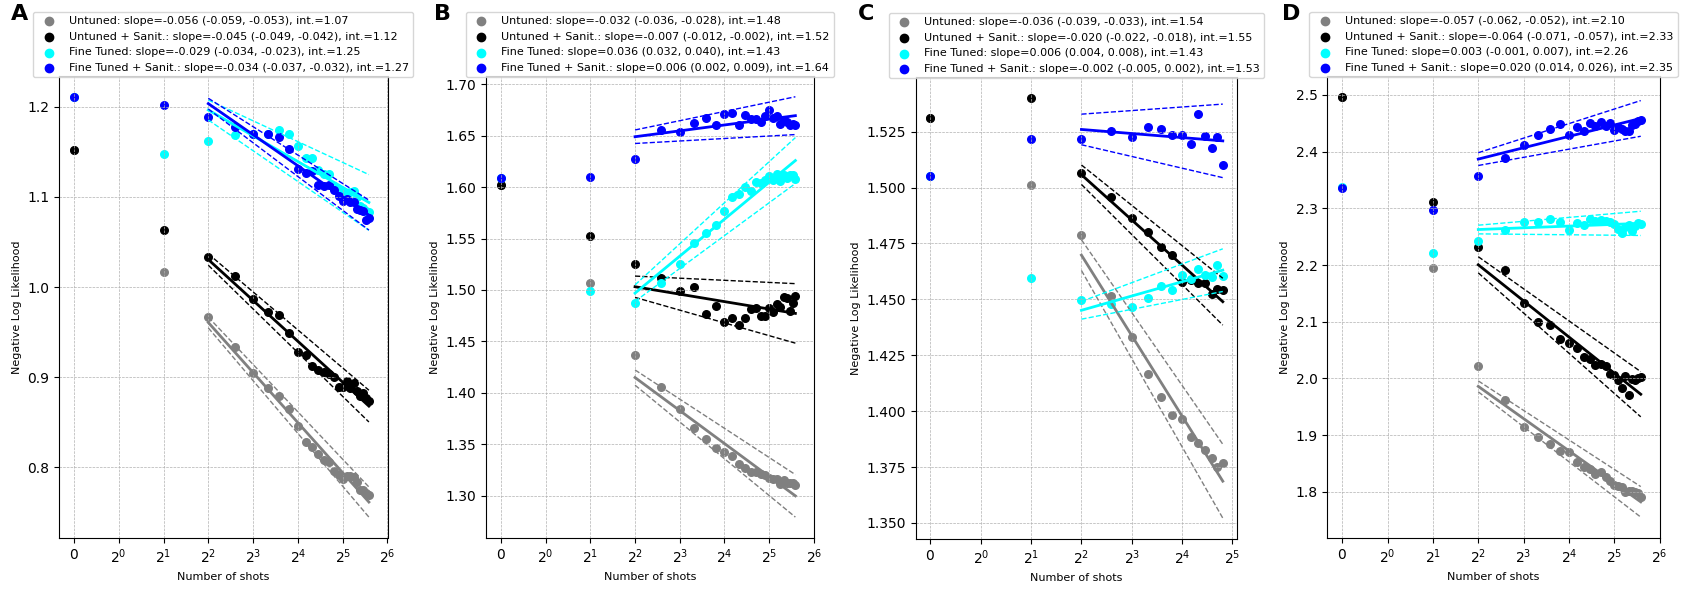 A
Untuned: slope=-0.056 (-0.059, -0.053), int.=1.07
Untuned + Sanit.: slope=-0.045 (-0.049, -0.042), int.=1.12
Fine Tuned: slope=-0.029 (-0.034, -0.023), int.=1.25
Fine Tuned + Sanit.: slope=-0.034 (-0.037, -0.032), int.=1.27
1.2
1.1
1.0
0.9
0.8
Negative Log Likelihood
0 2^0 2^1 2^2 2^3 2^4 2^5 2^6
Number of shots
B
Untuned: slope=-0.032 (-0.036, -0.028), int.=1.48
Untuned + Sanit.: slope=-0.007 (-0.012, -0.002), int.=1.52
Fine Tuned: slope=0.036 (0.032, 0.040), int.=1.43
Fine Tuned + Sanit.: slope=0.006 (0.002, 0.009), int.=1.64
1.70
1.65
1.60
1.55
1.50
1.45
1.40
1.35
1.30
Negative Log Likelihood
0 2^0 2^1 2^2 2^3 2^4 2^5 2^6
Number of shots
C
Untuned: slope=-0.036 (-0.039, -0.033), int.=1.54
Untuned + Sanit.: slope=-0.020 (-0.022, -0.018), int.=1.55
Fine Tuned: slope=0.006 (0.004, 0.008), int.=1.43
Fine Tuned + Sanit.: slope=-0.002 (-0.005, 0.002), int.=1.53
1.525
1.500
1.475
1.450
1.425
1.400
1.375
1.350
Negative Log Likelihood
0 2^0 2^1 2^2 2^3 2^4 2^5
Number of shots
D
Untuned: slope=-0.057 (-0.062, -0.052), int.=2.10
Untuned + Sanit.: slope=-0.064 (-0.071, -0.057), int.=2.33
Fine Tuned: slope=0.003 (-0.001, 0.007), int.=2.26
Fine Tuned + Sanit.: slope=0.020 (0.014, 0.026), int.=2.35
2.5
2.4
2.3
2.2
2.1
2.0
1.9
1.8
Negative Log Likelihood
0 2^0 2^1 2^2 2^3 2^4 2^5 2^6
Number of shots